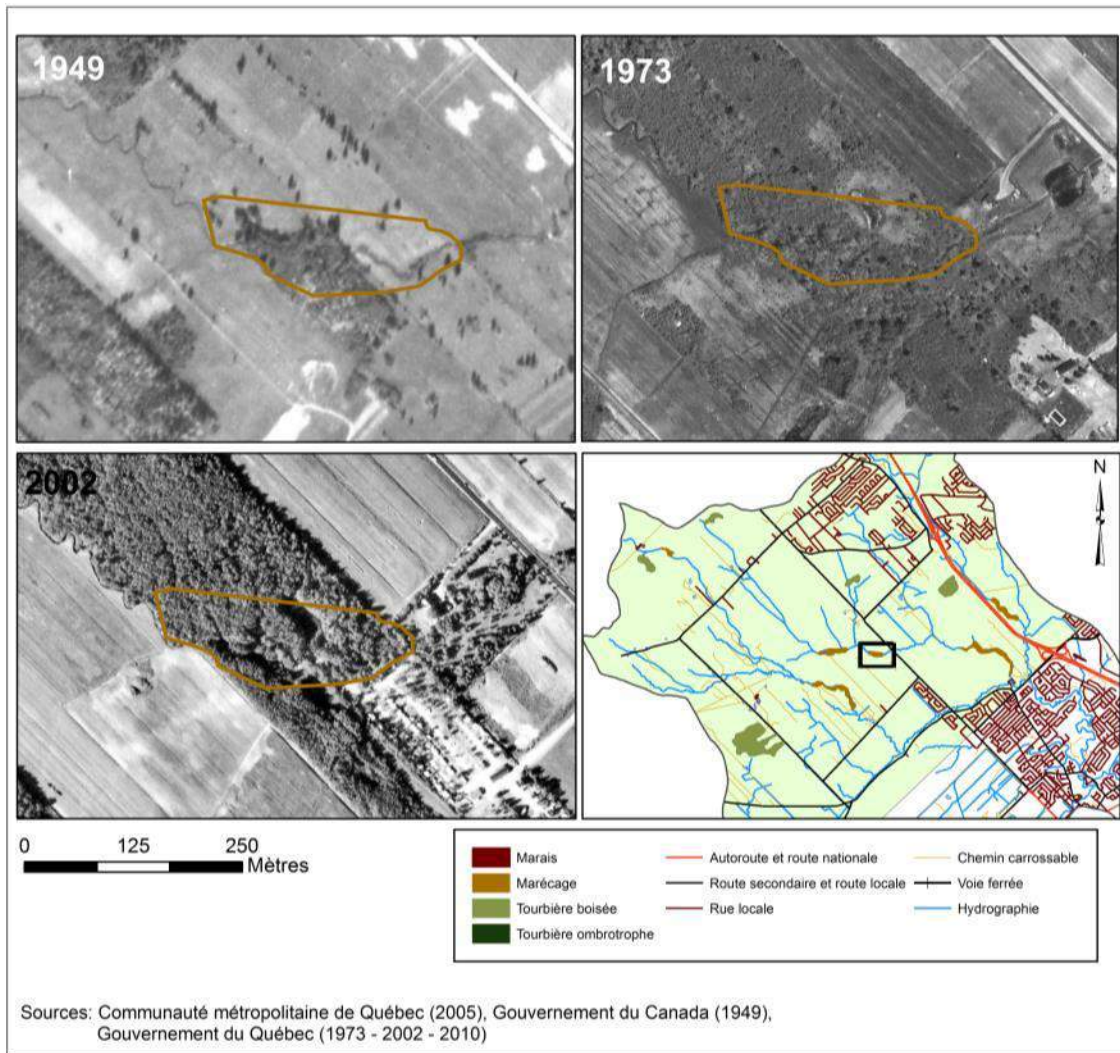 1949
1973
2002
N
0 125 250
Mètres
Marais
Marécage
Tourbière boisée
Tourbière ombrotrophe
Autoroute et route nationale
Route secondaire et route locale
Rue locale
Chemin carrossable
Voie ferrée
Hydrographie
Sources: Communauté métropolitaine de Québec (2005), Gouvernement du Canada (1949),
Gouvernement du Québec (1973 - 2002 - 2010)